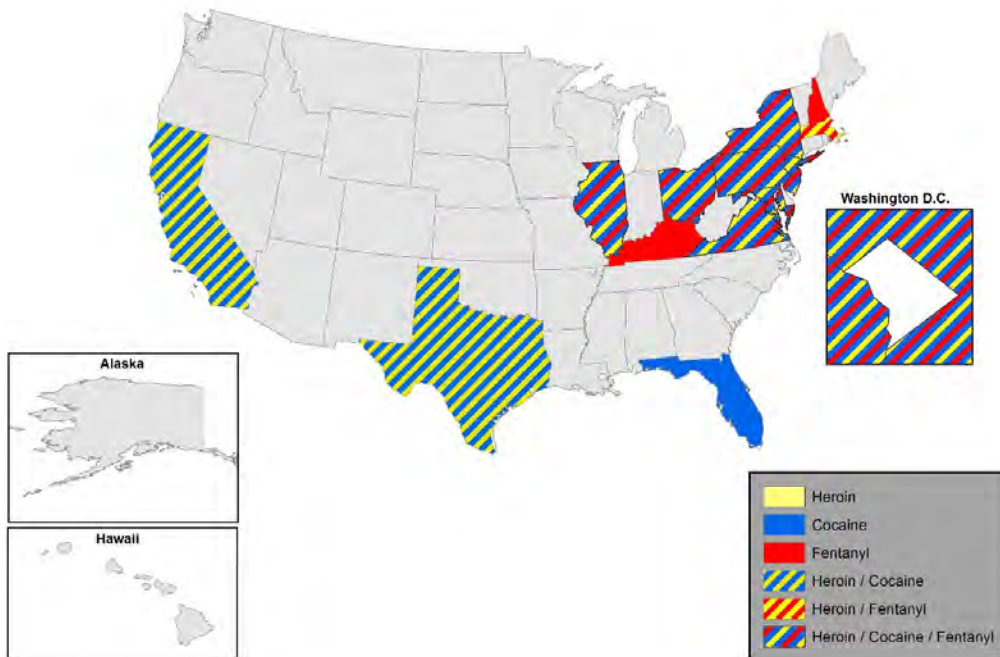 Washington D.C.
Alaska
Hawaii
Heroin
Cocaine
Fentanyl
Heroin / Cocaine
Heroin / Fentanyl
Heroin / Cocaine / Fentanyl